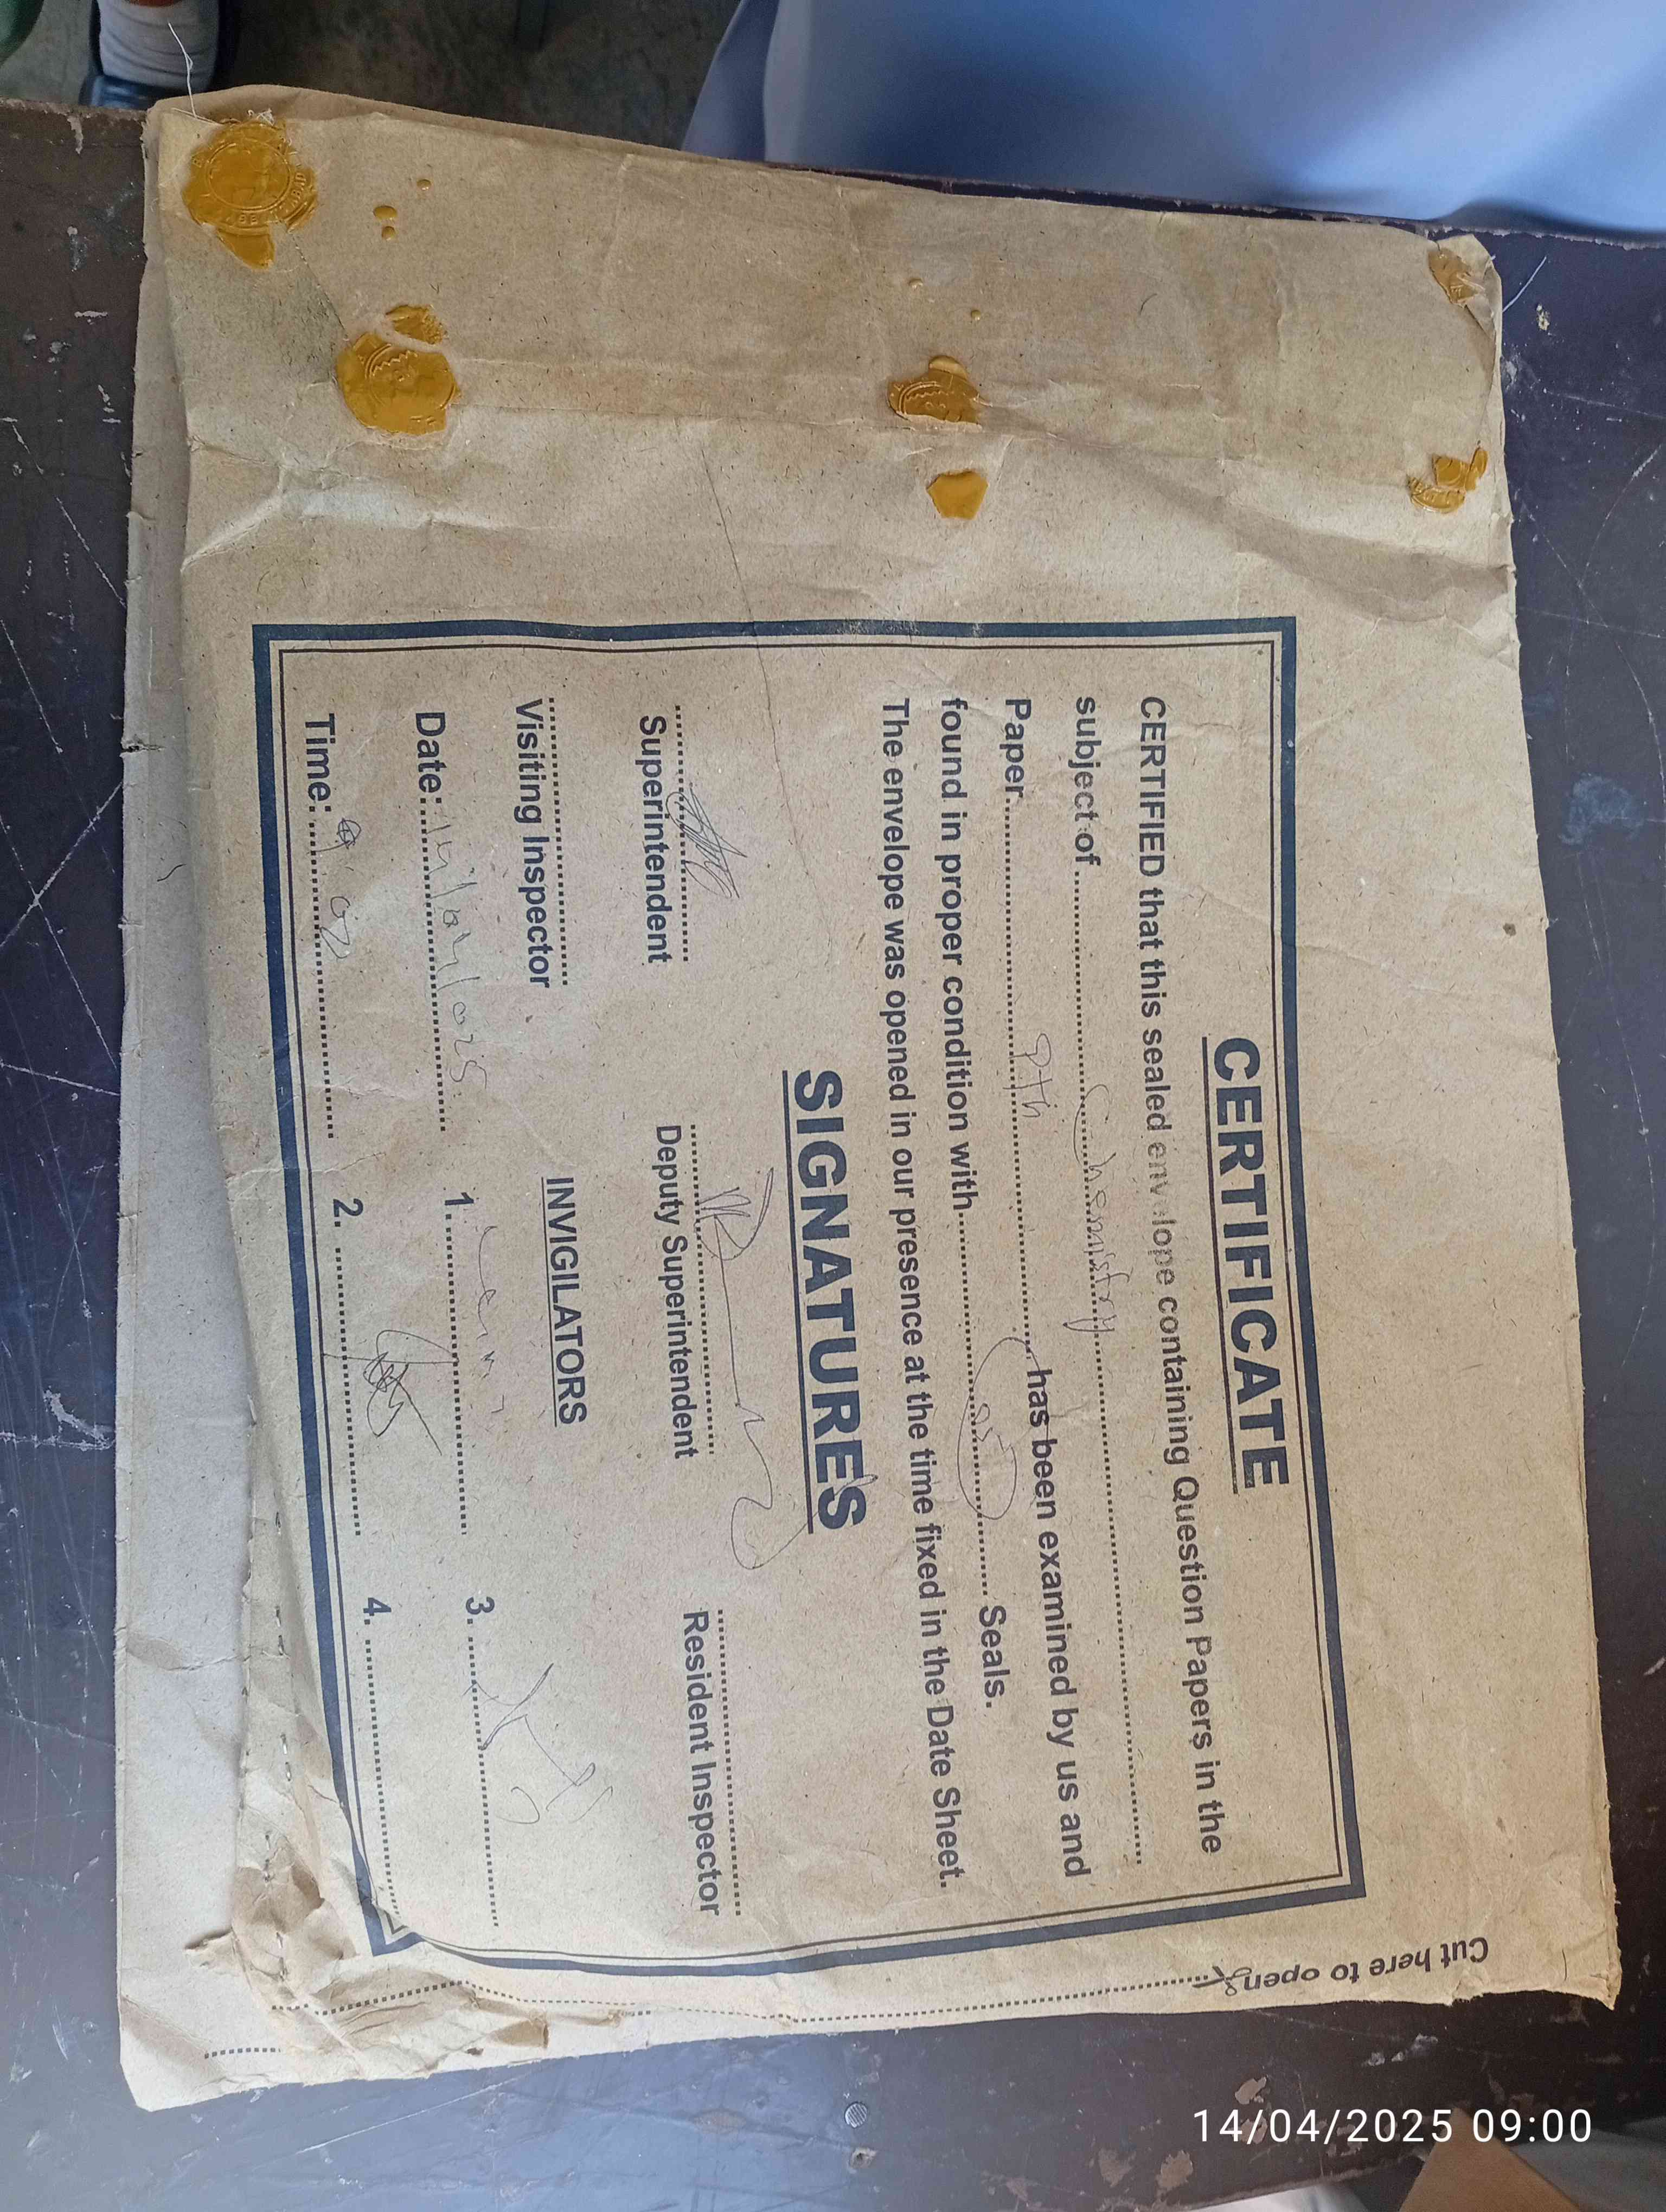 CERTIFICATE
CERTIFIED that this sealed envelope containing Question Papers in the
subject of..........Chemistry..........
Paper..........9th..........has been examined by us and
found in proper condition with.................... Seals.
The envelope was opened in our presence at the time fixed in the Date Sheet.
SIGNATURES
Superintendent
Deputy Superintendent
Resident Inspector
Visiting Inspector
INVIGILATORS
Date:..........14/04/2025..........
1....................
3. ....................
Time:....................
2. ....................
4. ....................
Cut here to open
14/04/2025 09:00